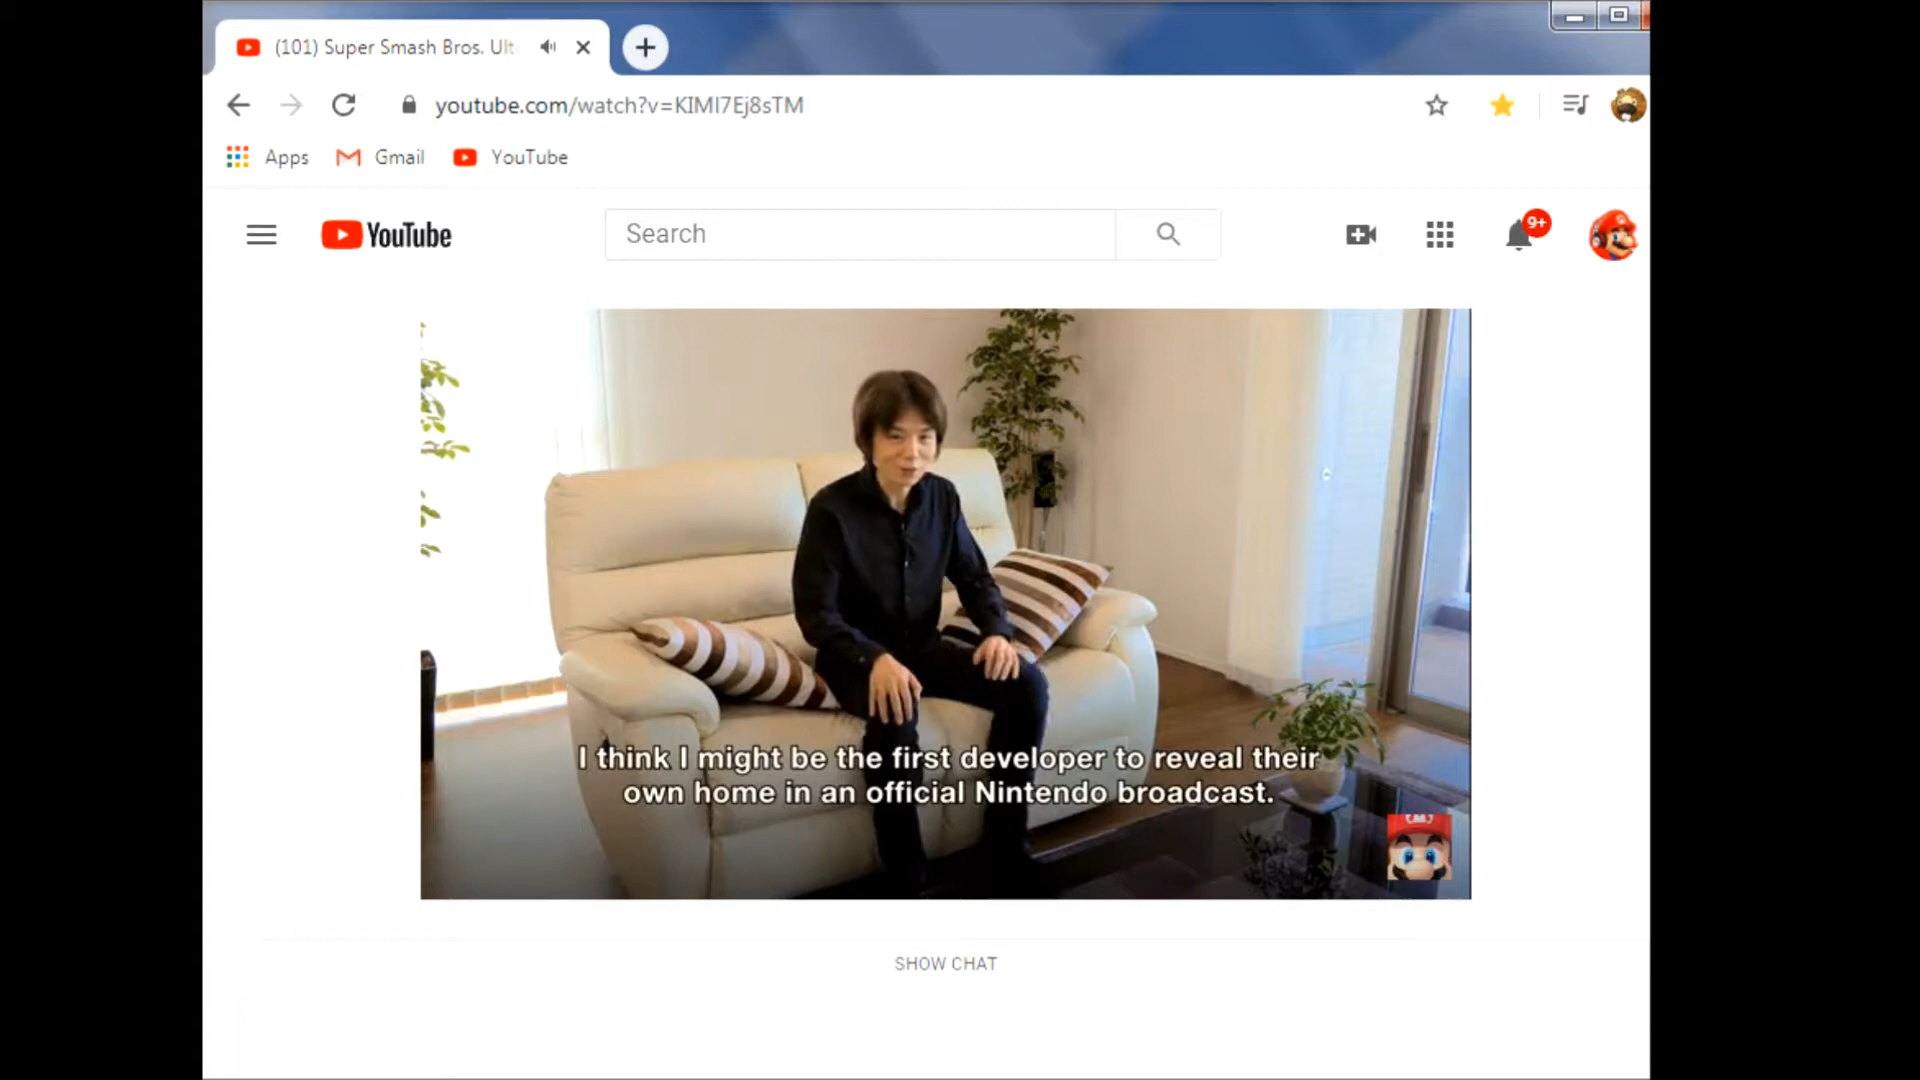 (101) Super Smash Bros. Ult
youtube.com/watch?v=KIMI7Ej8sTM
Apps
Gmail
YouTube
YouTube
Search
9+
I think I might be the first developer to reveal their
own home in an official Nintendo broadcast.
SHOW CHAT